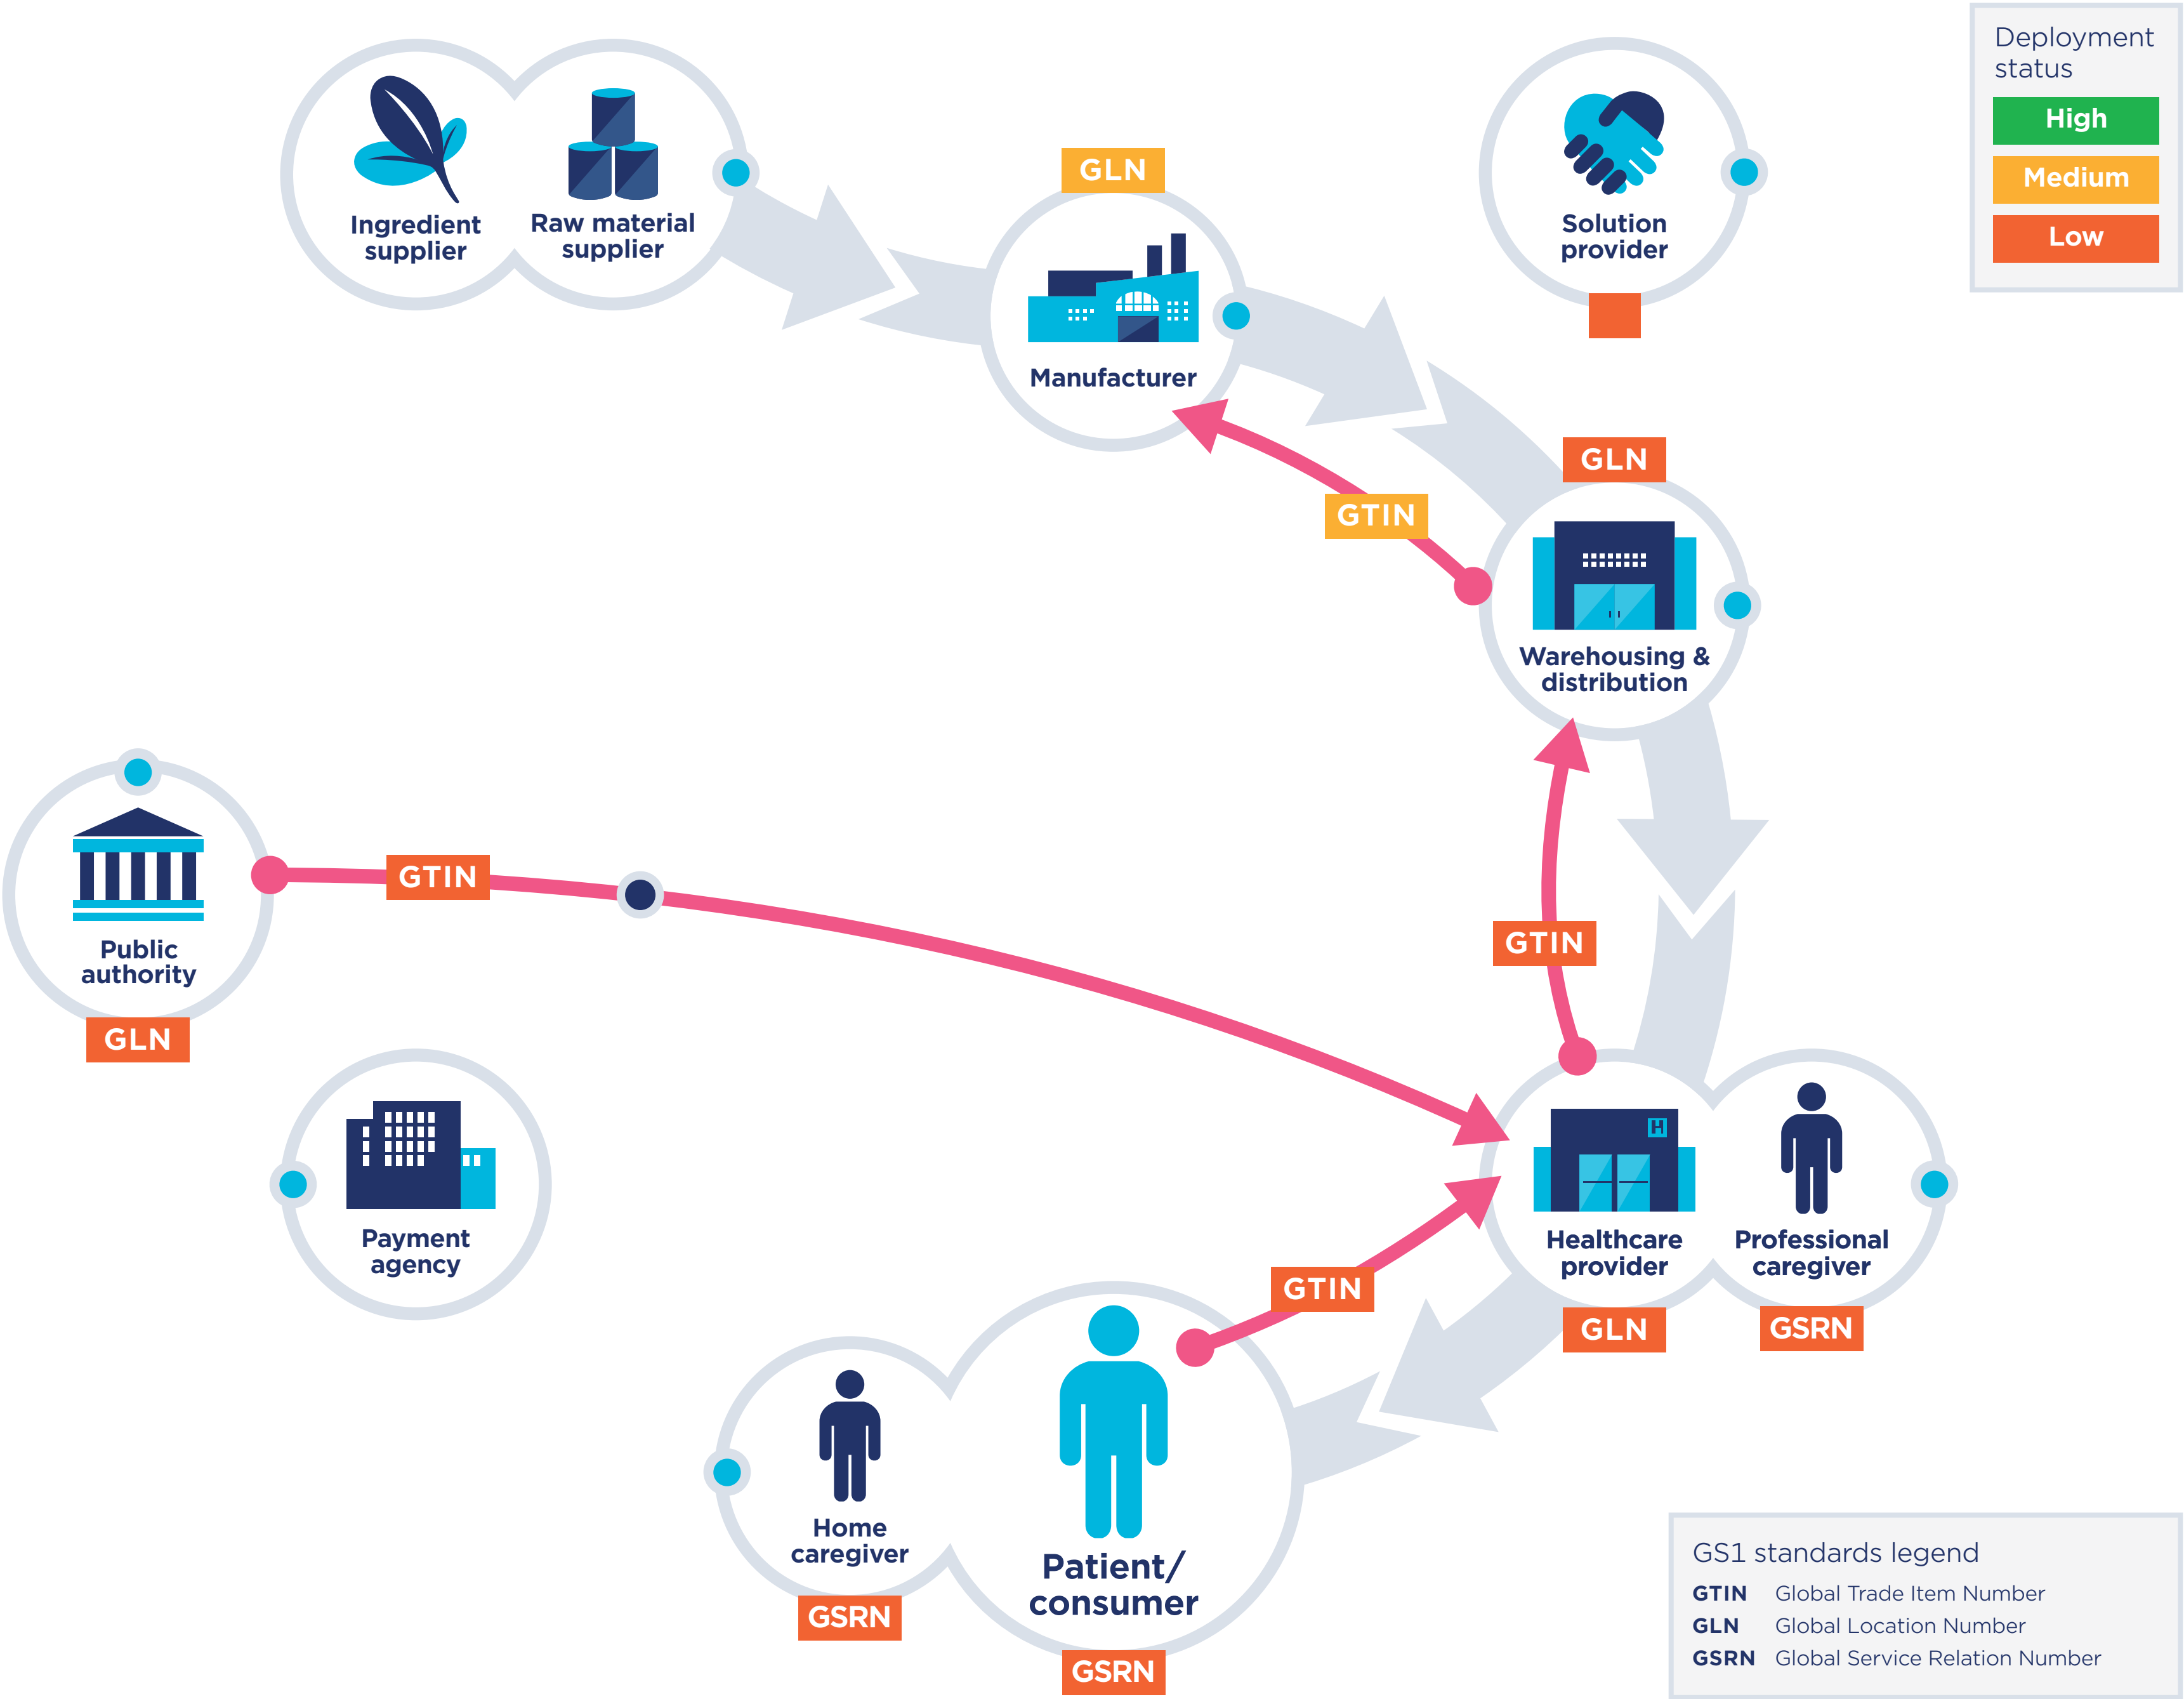 Deployment
status
High
Medium
Low
Ingredient
supplier
Raw material
supplier
GLN
Manufacturer
Solution
provider
GLN
GTIN
Warehousing &
distribution
Public
authority
GLN
GTIN
GTIN
Payment
agency
Healthcare
provider
GLN
Professional
caregiver
GSRN
GTIN
Home
caregiver
GSRN
Patient/
consumer
GSRN
GS1 standards legend
GTIN Global Trade Item Number
GLN Global Location Number
GSRN Global Service Relation Number
H